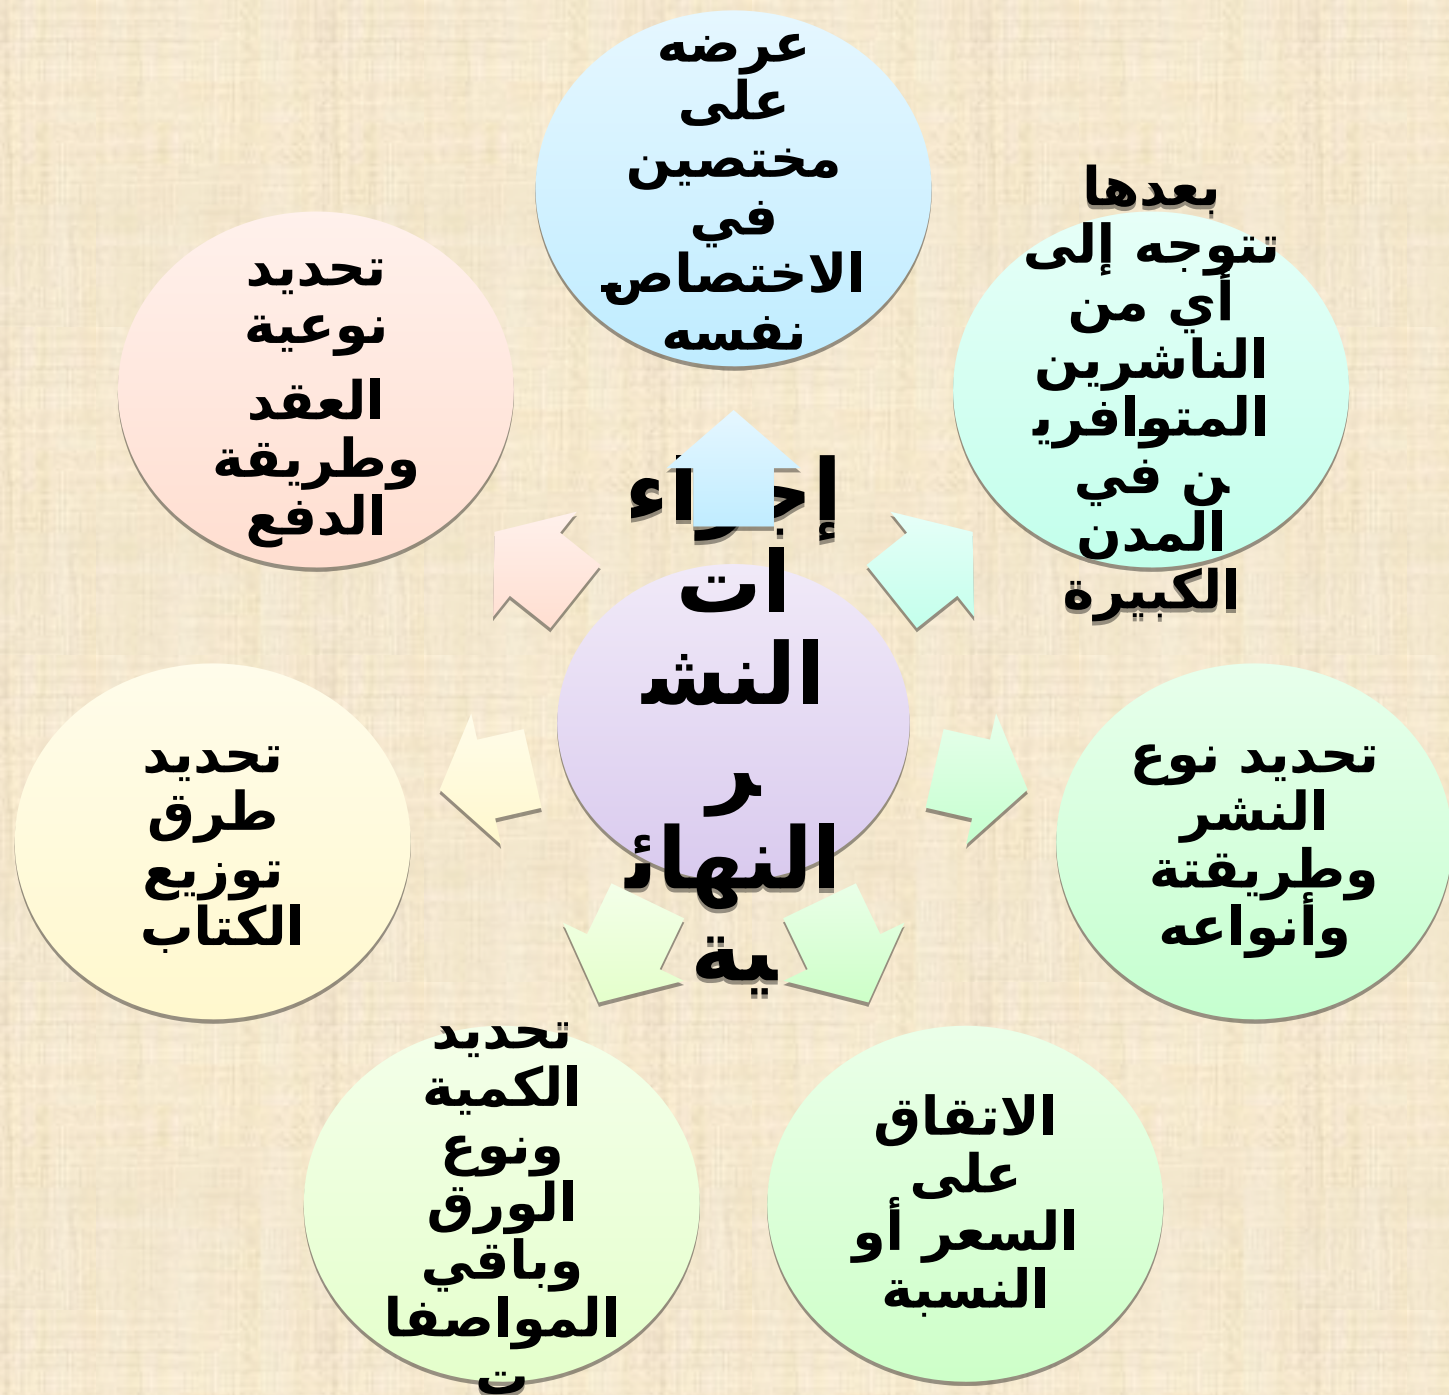 عرضه
على
مختصين
في
الاختصاص
نفسه
بعدها
تتوجه إلى
أي من
الناشرين
المتوافري
ن في
المدن
الكبيرة
تحديد نوع
النشر
وطريقتة
وأنواعه
الاتقاق
على
السعر أو
النسبة
تحديد
الكمية
ونوع
الورق
وباقي
المواصفا
ت
تحديد
طرق
توزيع
الكتاب
تحديد
نوعية
العقد
وطريقة
الدفع
إجراء
ات
النش
ر
النهائ
ية